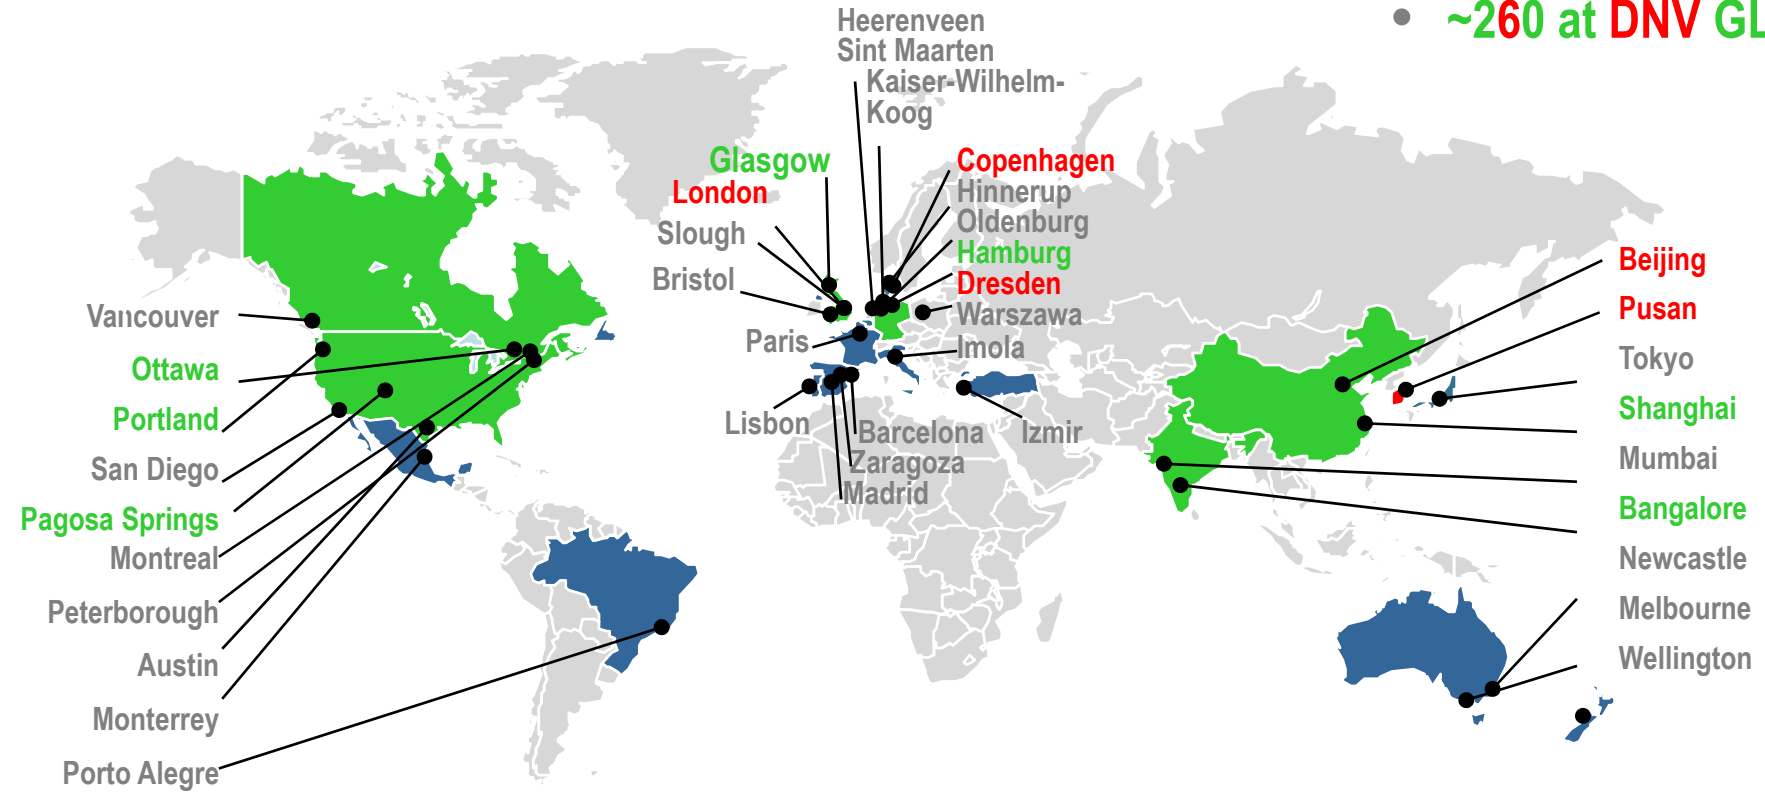 • ~260 at DNV GL
Heerenveen
Sint Maarten
Kaiser-Wilhelm-
Koog
Glasgow
London
Slough
Bristol
Paris
Lisbon
Copenhagen
Hinnerup
Oldenburg
Hamburg
Dresden
Warszawa
Imola
Izmir
Barcelona
Zaragoza
Madrid
Vancouver
Ottawa
Portland
San Diego
Pagosa Springs
Montreal
Peterborough
Austin
Monterrey
Porto Alegre
Beijing
Pusan
Tokyo
Shanghai
Mumbai
Bangalore
Newcastle
Melbourne
Wellington